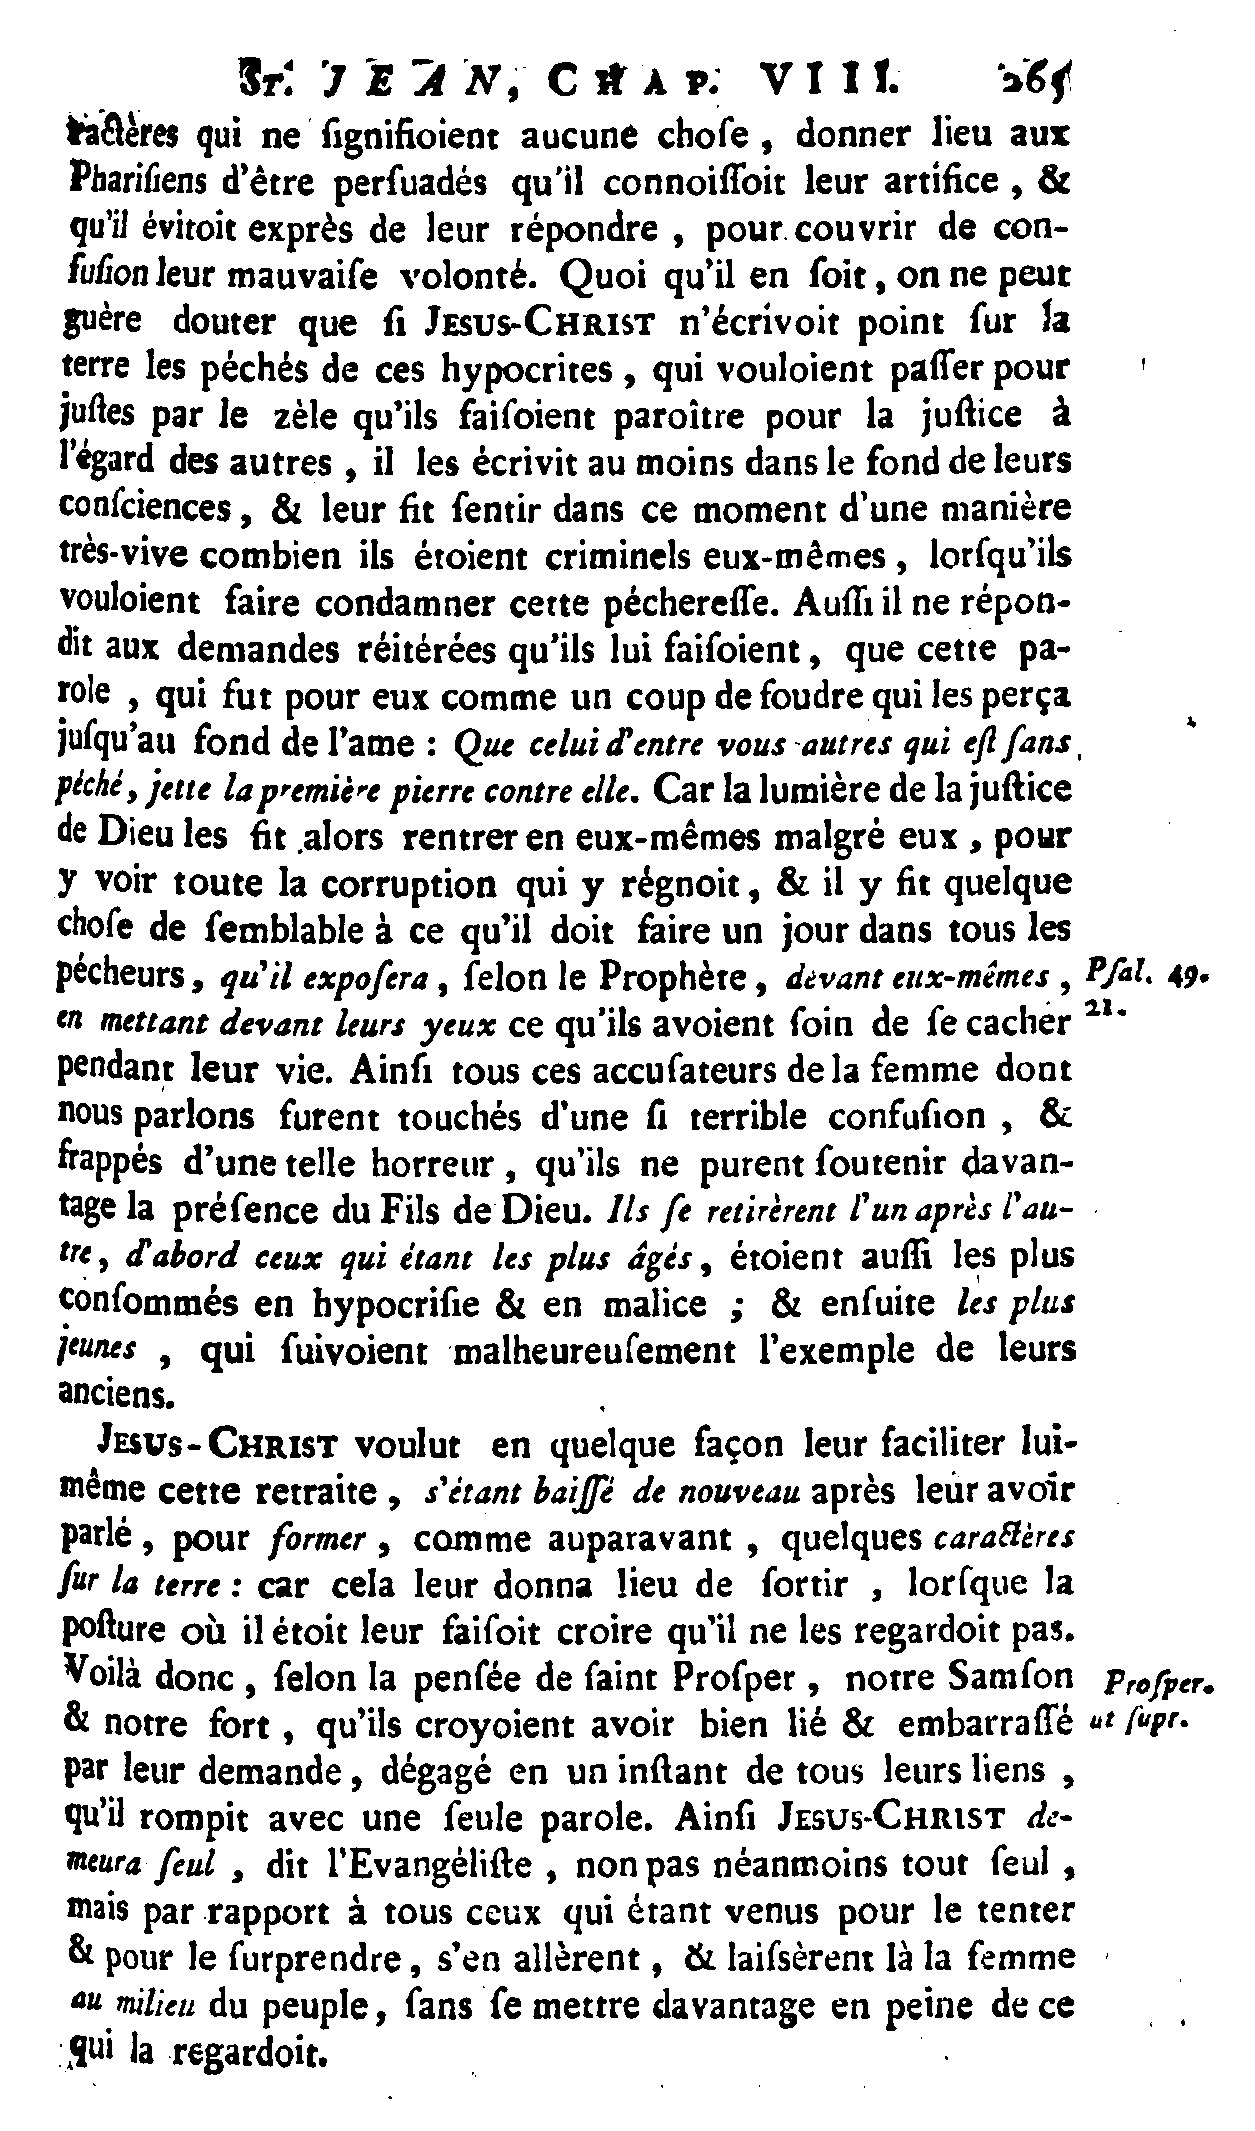 ST. JEAN, CHAP. VIII. 265
ractères qui ne ſignifioient aucune choſe, donner lieu aux
Phariſiens d'être perſuadés qu'il connoiſſoit leur artifice, &
qu'il évitoit exprès de leur répondre, pour couvrir de con-
fuſion leur mauvaiſe volonté. Quoi qu'il en ſoit, on ne peut
guère douter que ſi JESUS-CHRIST n'écrivoit point ſur la
terre les péchés de ces hypocrites, qui vouloient paſſer pour
juſtes par le zèle qu'ils faiſoient paroître pour la juſtice à
l'égard des autres, il les écrivit au moins dans le fond de leurs
conſciences, & leur fit ſentir dans ce moment d'une manière
très-vive combien ils étoient criminels eux-mêmes, lorſqu'ils
vouloient faire condamner cette péchereſſe. Auſſi il ne répon-
dit aux demandes réitérées qu'ils lui faiſoient, que cette pa-
role, qui fut pour eux comme un coup de foudre qui les perça
juſqu'au fond de l'ame : Que celui d'entre vous autres qui eſt ſans
péché, jette la première pierre contre elle. Car la lumière de la juſtice
de Dieu les fit alors rentrer en eux-mêmes malgré eux, pour
y voir toute la corruption qui y régnoit, & il y fit quelque
choſe de ſemblable à ce qu'il doit faire un jour dans tous les
pécheurs, qu'il expoſera, ſelon le Prophète, devant eux-mêmes, Pſal. 49.
en mettant devant leurs yeux ce qu'ils avoient ſoin de ſe cacher 21.
pendant leur vie. Ainſi tous ces accuſateurs de la femme dont
nous parlons furent touchés d'une ſi terrible confuſion, &
frappés d'une telle horreur, qu'ils ne purent ſoutenir davan-
tage la préſence du Fils de Dieu. Ils ſe retirèrent l'un après l'au-
tre, d'abord ceux qui étant les plus âgés, étoient auſſi les plus
conſommés en hypocriſie & en malice ; & enſuite les plus
jeunes, qui ſuivoient malheureuſement l'exemple de leurs
anciens.
JESUS-CHRIST voulut en quelque façon leur faciliter lui-
même cette retraite, s'étant baiſſé de nouveau après leur avoir
parlé, pour former, comme auparavant, quelques caractères
ſur la terre : car cela leur donna lieu de ſortir, lorſque la
poſture où il étoit leur faiſoit croire qu'il ne les regardoit pas.
Voilà donc, ſelon la penſée de ſaint Proſper, notre Samſon Proſper.
& notre fort, qu'ils croyoient avoir bien lié & embarraſſé ut ſupr.
par leur demande, dégagé en un inſtant de tous leurs liens,
qu'il rompit avec une ſeule parole. Ainſi JESUS-CHRIST de-
meura ſeul, dit l'Evangéliſte, non pas néanmoins tout ſeul,
mais par rapport à tous ceux qui étant venus pour le tenter
& pour le ſurprendre, s'en allèrent, & laiſsèrent là la femme
au milieu du peuple, ſans ſe mettre davantage en peine de ce
qui la regardoit.